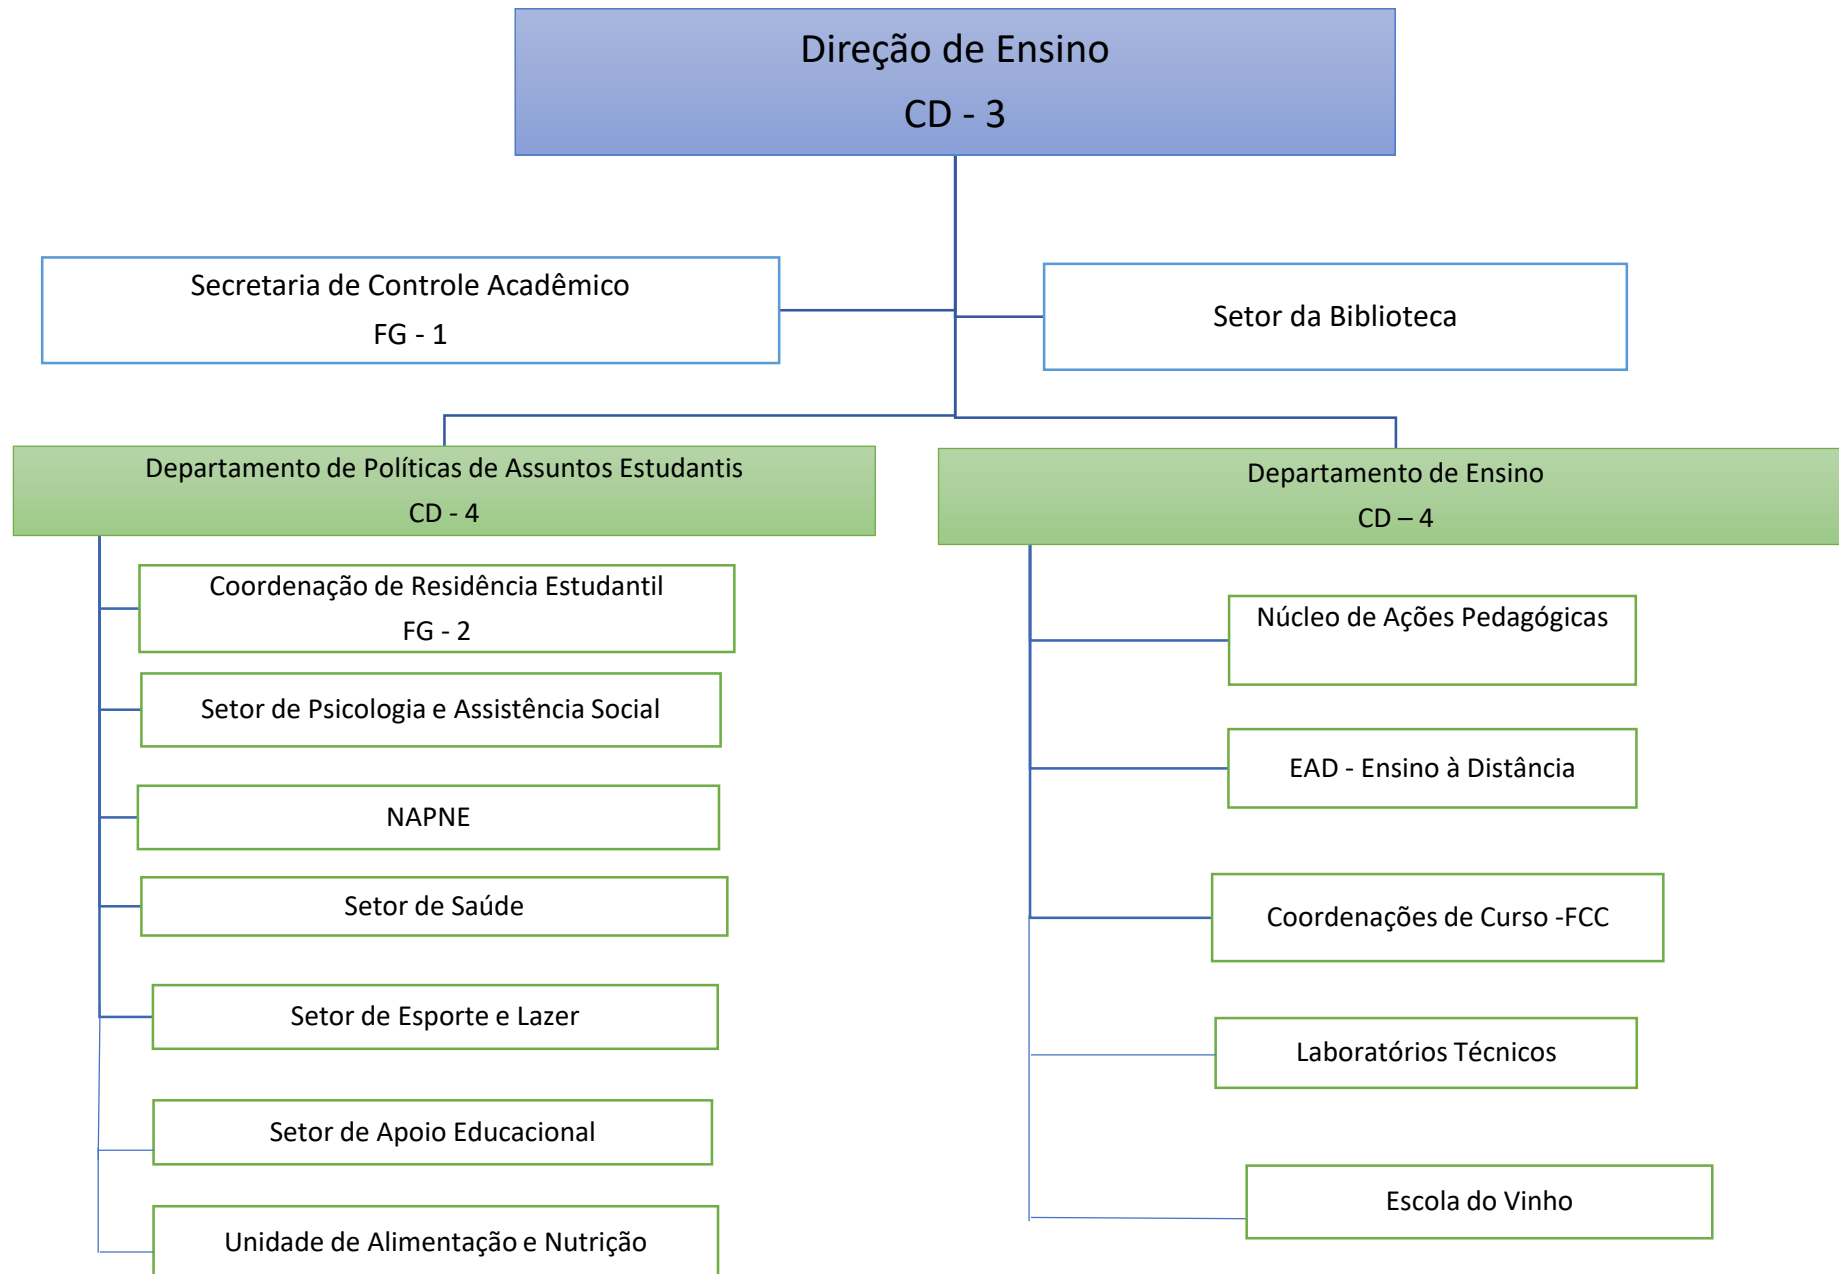 Direção de Ensino
CD - 3
Secretaria de Controle Acadêmico
FG - 1
Setor da Biblioteca
Departamento de Políticas de Assuntos Estudantis
CD - 4
Coordenação de Residência Estudantil
FG - 2
Setor de Psicologia e Assistência Social
NAPNE
Setor de Saúde
Setor de Esporte e Lazer
Setor de Apoio Educacional
Unidade de Alimentação e Nutrição
Departamento de Ensino
CD – 4
Núcleo de Ações Pedagógicas
EAD - Ensino à Distância
Coordenações de Curso -FCC
Laboratórios Técnicos
Escola do Vinho